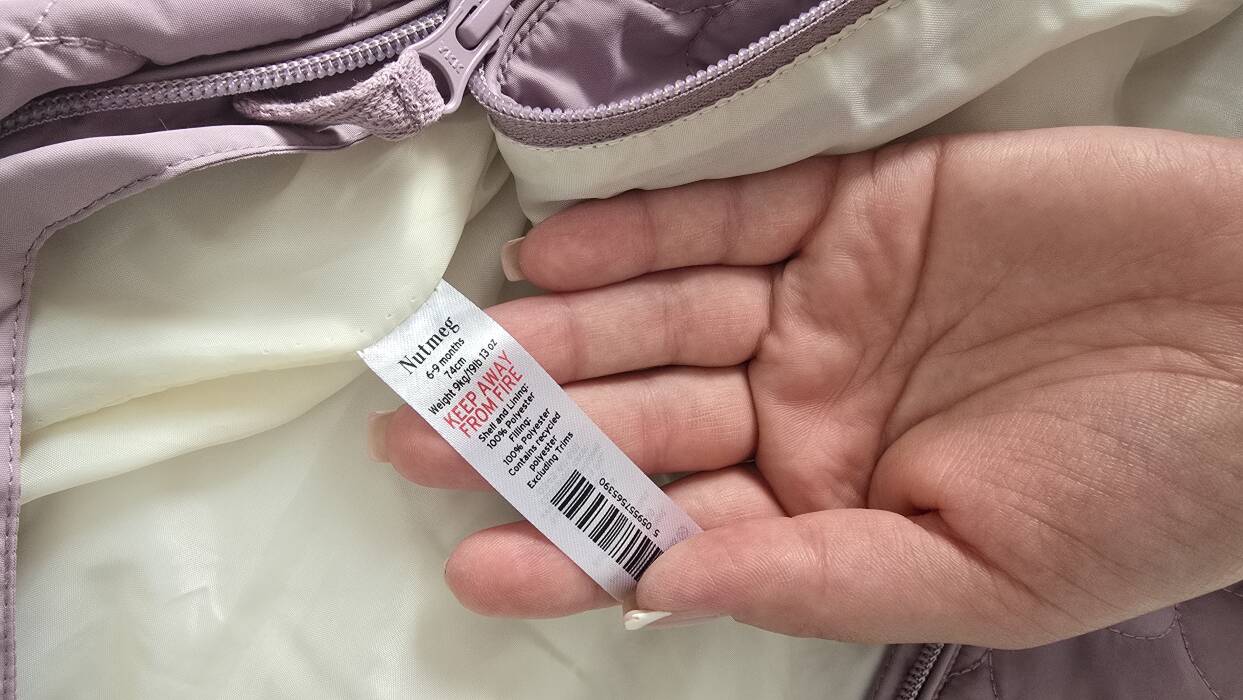 Nutmeg
6-9 months
74cm
Weight 9kg/19lb 13 oz
KEEP AWAY
FROM FIRE
Shell and Lining:
100% Polyester
Filling:
100% Polyester
Contains recycled
polyester
Excluding Trims
5 059557565390